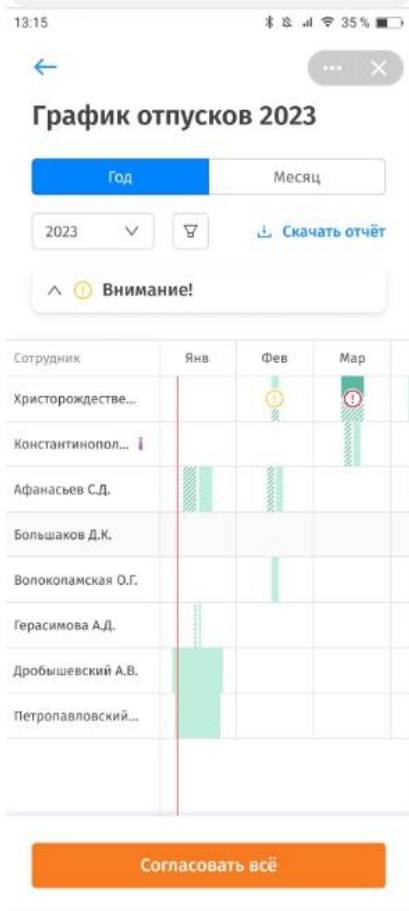 13:15 35 %
График отпусков 2023
Год Месяц
2023 Скачать отчёт
Внимание!
Сотрудник Янв Фев Мар
Христорождестве...
Константинопол...
Афанасьев С.Д.
Большаков Д.К.
Волоколамская О.Г.
Герасимова А.Д.
Дробышевский А.В.
Петропавловский...
Согласовать всё